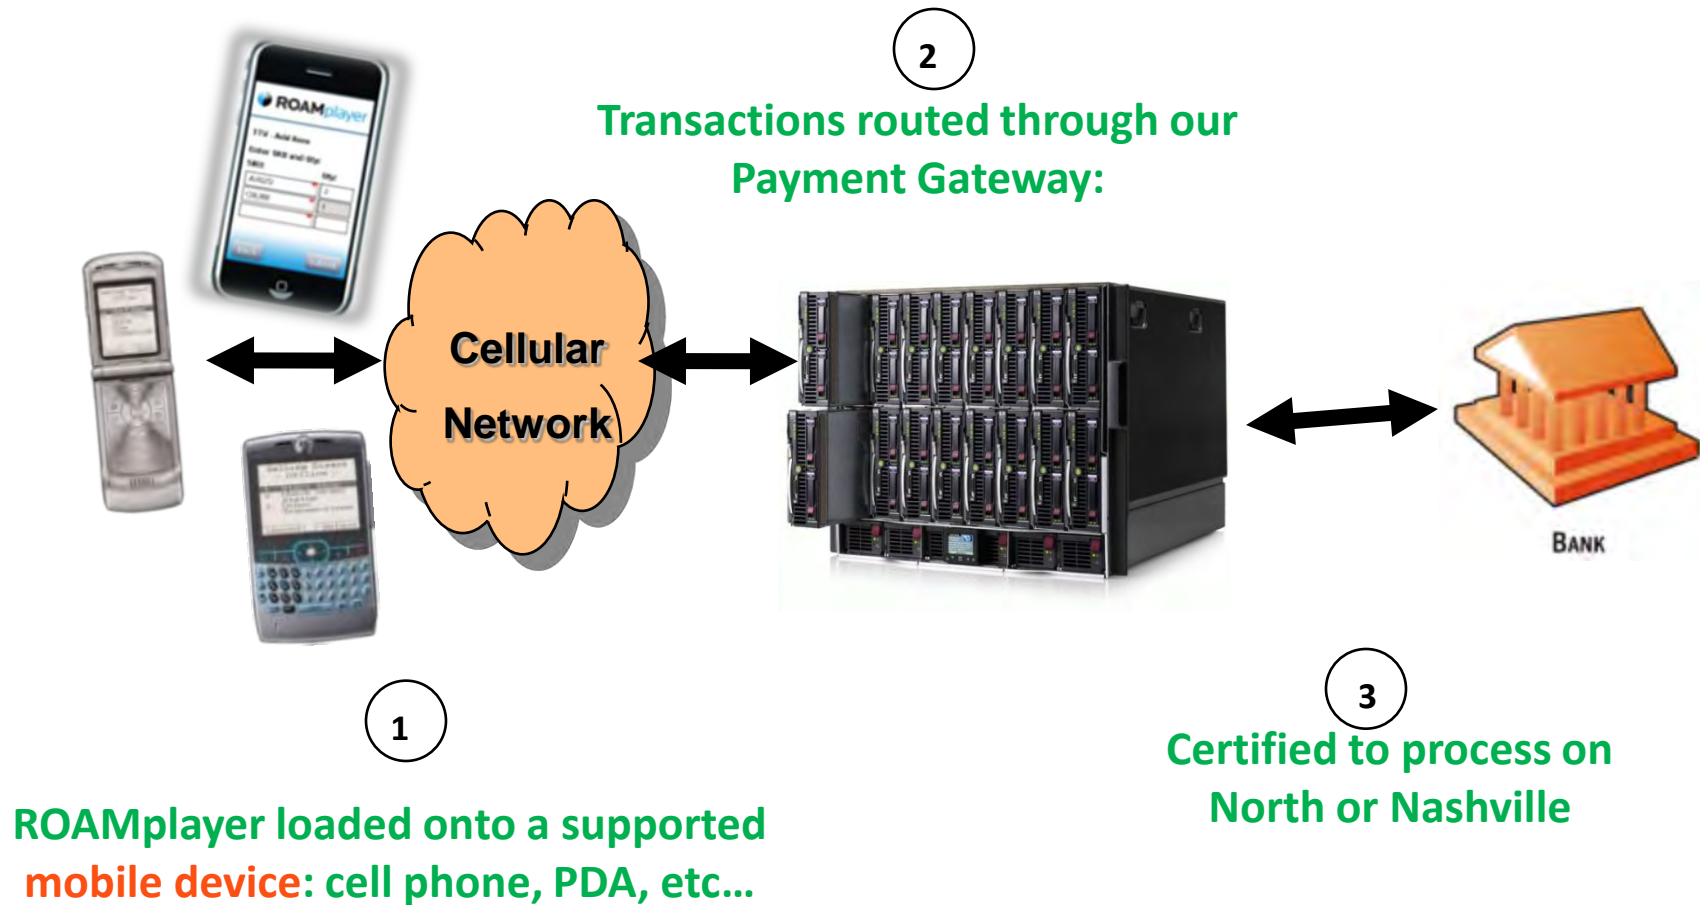 ROAMplayer
2
Transactions routed through our
Payment Gateway:
Cellular
Network
BANK
1
ROAMplayer loaded onto a supported
mobile device: cell phone, PDA, etc...
3
Certified to process on
North or Nashville